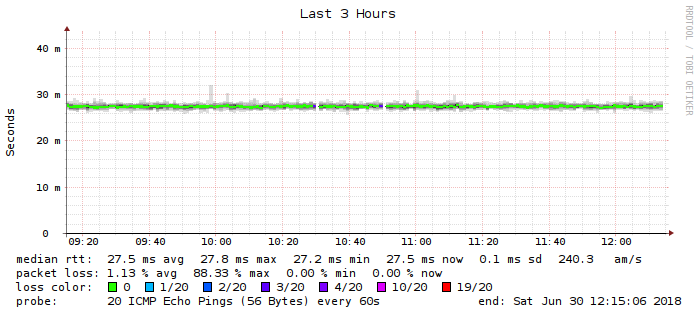 Last 3 Hours
RRDTOOL / TOBI OETIKER
Seconds
40 m
30 m
20 m
10 m
0
09:20 09:40 10:00 10:20 10:40 11:00 11:20 11:40 12:00
median rtt: 27.5 ms avg 27.8 ms max 27.2 ms min 27.5 ms now 0.1 ms sd 240.3 am/s
packet loss: 1.13 % avg 88.33 % max 0.00 % min 0.00 % now
loss color: 0 1/20 2/20 3/20 4/20 10/20 19/20
probe: 20 ICMP Echo Pings (56 Bytes) every 60s end: Sat Jun 30 12:15:06 2018